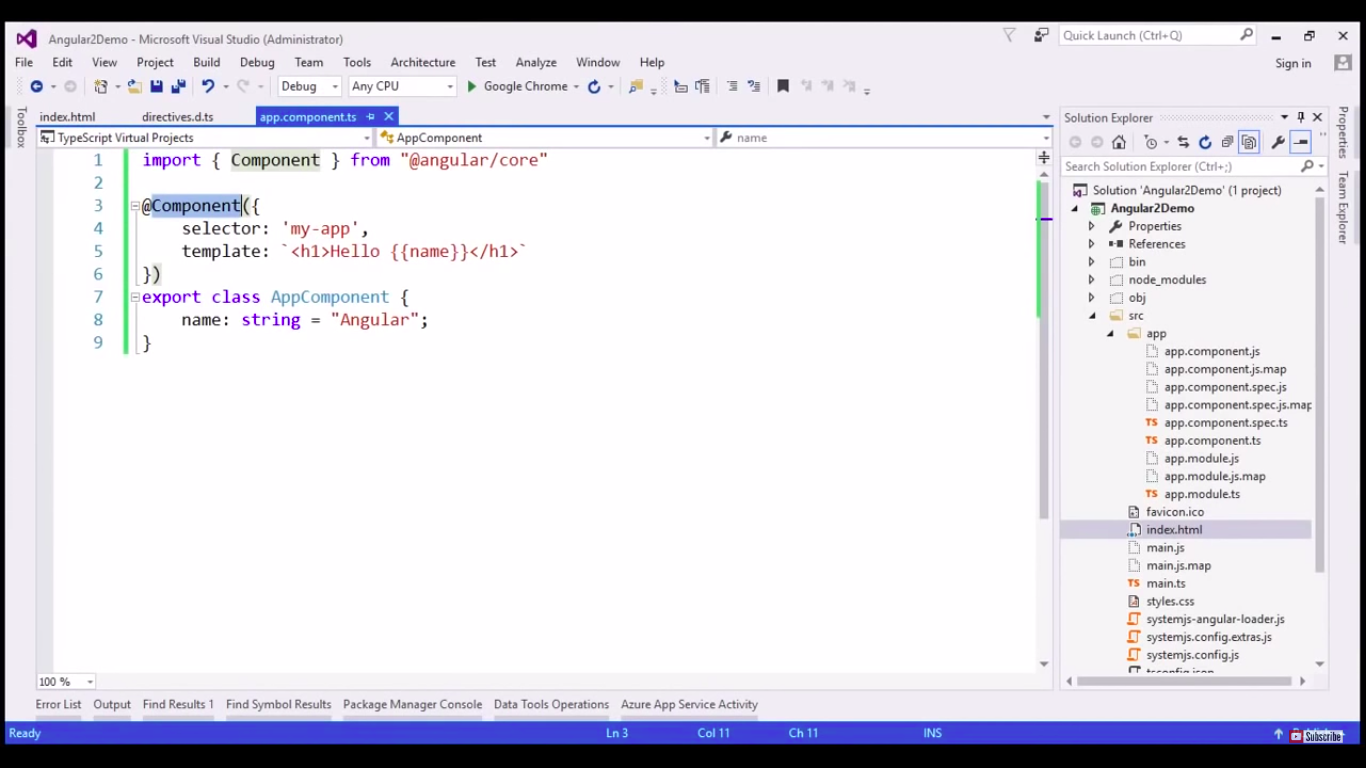 Angular2Demo - Microsoft Visual Studio (Administrator)
Quick Launch (Ctrl+Q)
File Edit View Project Build Debug Team Tools Architecture Test Analyze Window Help
Sign in
Debug Any CPU Google Chrome
Toolbox
index.html directives.d.ts app.component.ts
TypeScript Virtual Projects AppComponent name
1 import { Component } from "@angular/core"
2
3 @Component({
4 selector: 'my-app',
5 template: `<h1>Hello {{name}}</h1>`
6 })
7 export class AppComponent {
8 name: string = "Angular";
9 }
100 %
Solution Explorer
Search Solution Explorer (Ctrl+;)
Solution 'Angular2Demo' (1 project)
Angular2Demo
Properties
References
bin
node_modules
obj
src
app
app.component.js
app.component.js.map
app.component.spec.js
app.component.spec.js.map
TS app.component.spec.ts
TS app.component.ts
app.module.js
app.module.js.map
TS app.module.ts
favicon.ico
index.html
main.js
main.js.map
TS main.ts
styles.css
systemjs-angular-loader.js
systemjs.config.extras.js
systemjs.config.js
tsconfig.json
Properties
Team Explorer
Error List Output Find Results 1 Find Symbol Results Package Manager Console Data Tools Operations Azure App Service Activity
Ready Ln 3 Col 11 Ch 11 INS
Subscribe